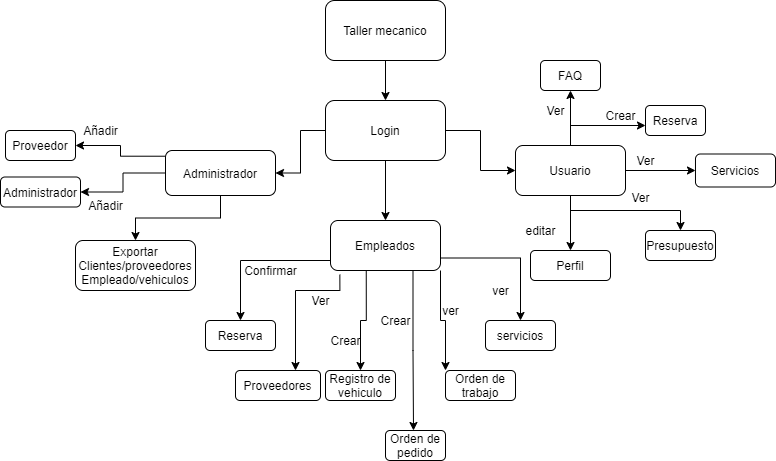 Taller mecanico
FAQ
Ver
Crear
Reserva
Login
Añadir
Proveedor
Administrador
Usuario
Ver
Servicios
Administrador
Añadir
Ver
editar
Presupuesto
Exportar
Clientes/proveedores
Empleado/vehiculos
Empleados
Perfil
Confirmar
Ver
Crear
ver
ver
Reserva
Crear
servicios
Proveedores
Registro de
vehiculo
Orden de
trabajo
Orden de
pedido